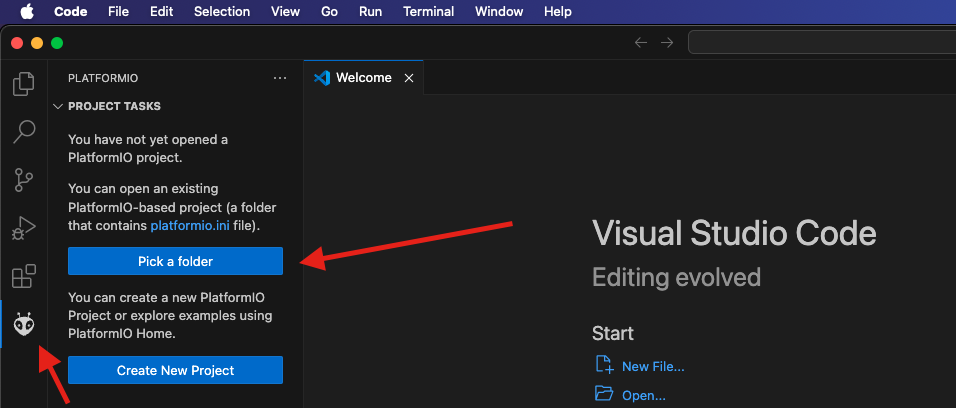 Code File Edit Selection View Go Run Terminal Window Help
PLATFORMIO
Welcome
PROJECT TASKS
You have not yet opened a
PlatformIO project.
You can open an existing
PlatformIO-based project (a folder
that contains platformio.ini file).
Pick a folder
You can create a new PlatformIO
Project or explore examples using
PlatformIO Home.
Create New Project
Visual Studio Code
Editing evolved
Start
New File...
Open...